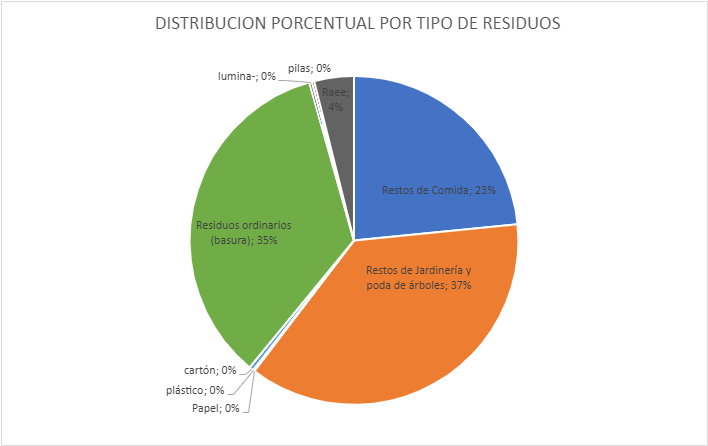 DISTRIBUCION PORCENTUAL POR TIPO DE RESIDUOS
pilas; 0%
lumina-; 0%
Raee;
4%
Restos de Comida; 23%
Residuos ordinarios
(basura); 35%
Restos de Jardinería y
poda de árboles; 37%
cartón; 0%
plástico; 0%
Papel; 0%